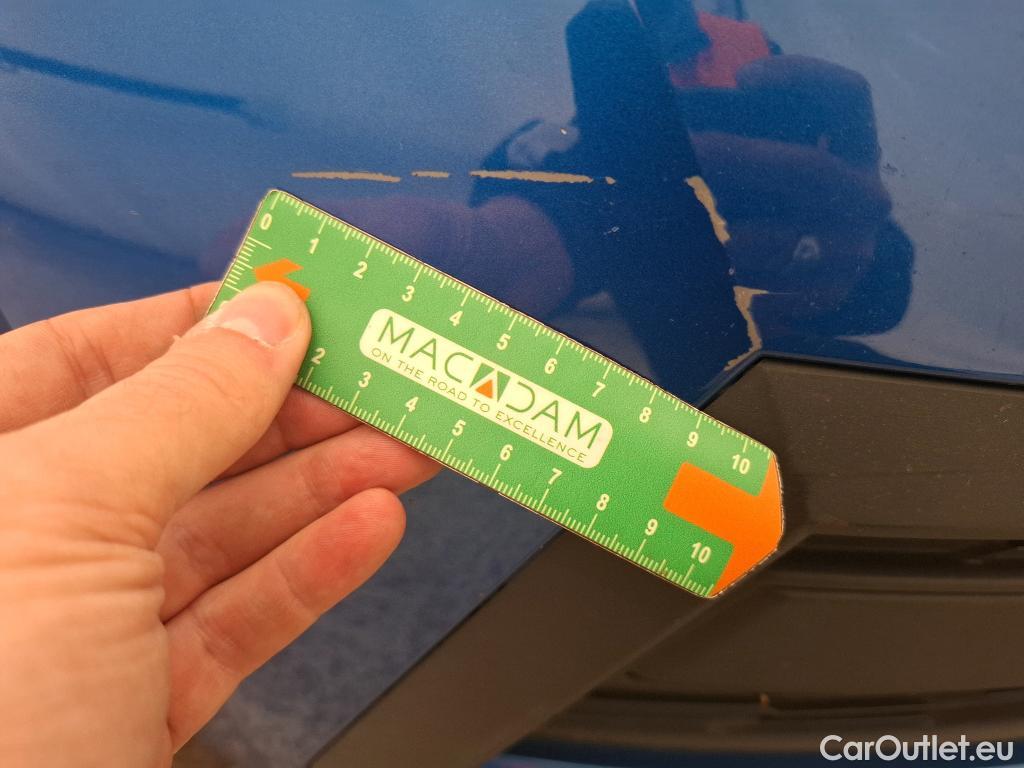 0 1 2 3 4 5 6 7 8 9 10
MACADAM
ON THE ROAD TO EXCELLENCE
2 3 4 5 6 7 8 9 10
CarOutlet.eu